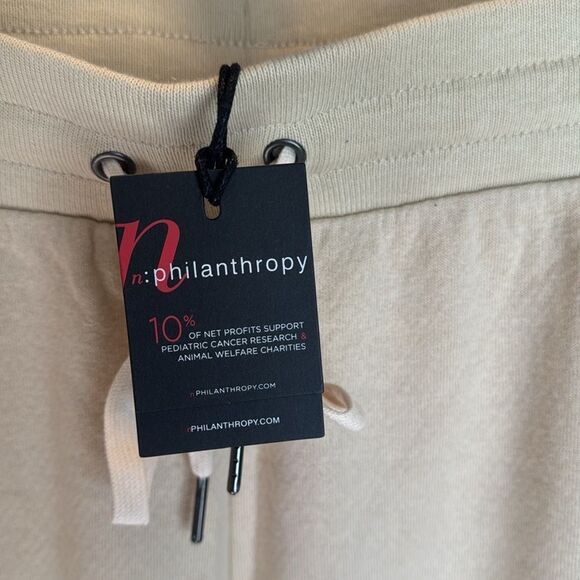 n
n:philanthropy
10% OF NET PROFITS SUPPORT
PEDIATRIC CANCER RESEARCH &
ANIMAL WELFARE CHARITIES
nPHILANTHROPY.COM
nPHILANTHROPY.COM